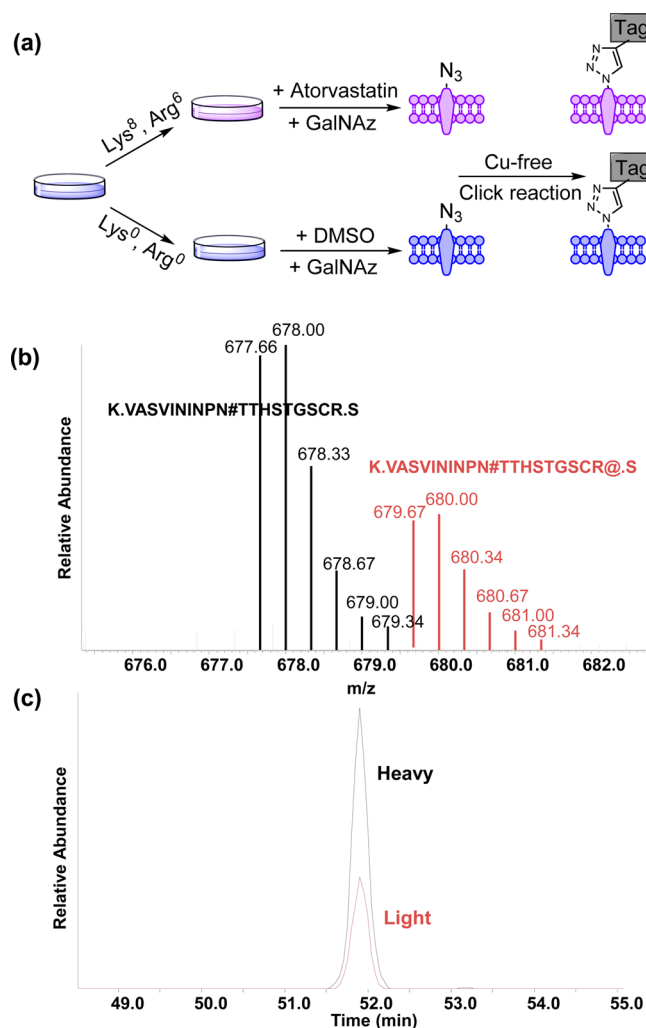 (a)
Lys⁸, Arg⁶
+ Atorvastatin
+ GalNAz
N₃
Tag
N
N
N
Lys⁰, Arg⁰
+ DMSO
+ GalNAz
N₃
Cu-free
Click reaction
Tag
N
N
N
(b)
Relative Abundance
677.66
678.00
K.VASVININPN#TTHSTGSCR.S
678.33
678.67
679.00
679.34
K.VASVININPN#TTHSTGSCR@.S
679.67
680.00
680.34
680.67
681.00
681.34
676.0 677.0 678.0 679.0 680.0 681.0 682.0
m/z
(c)
Relative Abundance
Heavy
Light
49.0 50.0 51.0 52.0 53.0 54.0 55.0
Time (min)